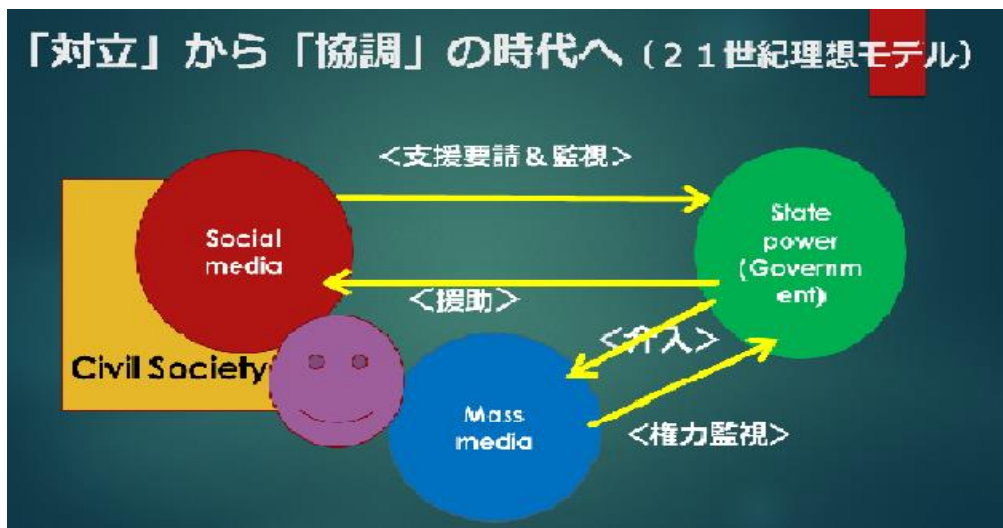 「対立」から「協調」の時代へ（２１世紀理想モデル）
＜支援要請＆監視＞
Social
media
State
power
(Governm
ent)
＜援助＞
＜介入＞
Civil Society
Mass
media
＜権力監視＞